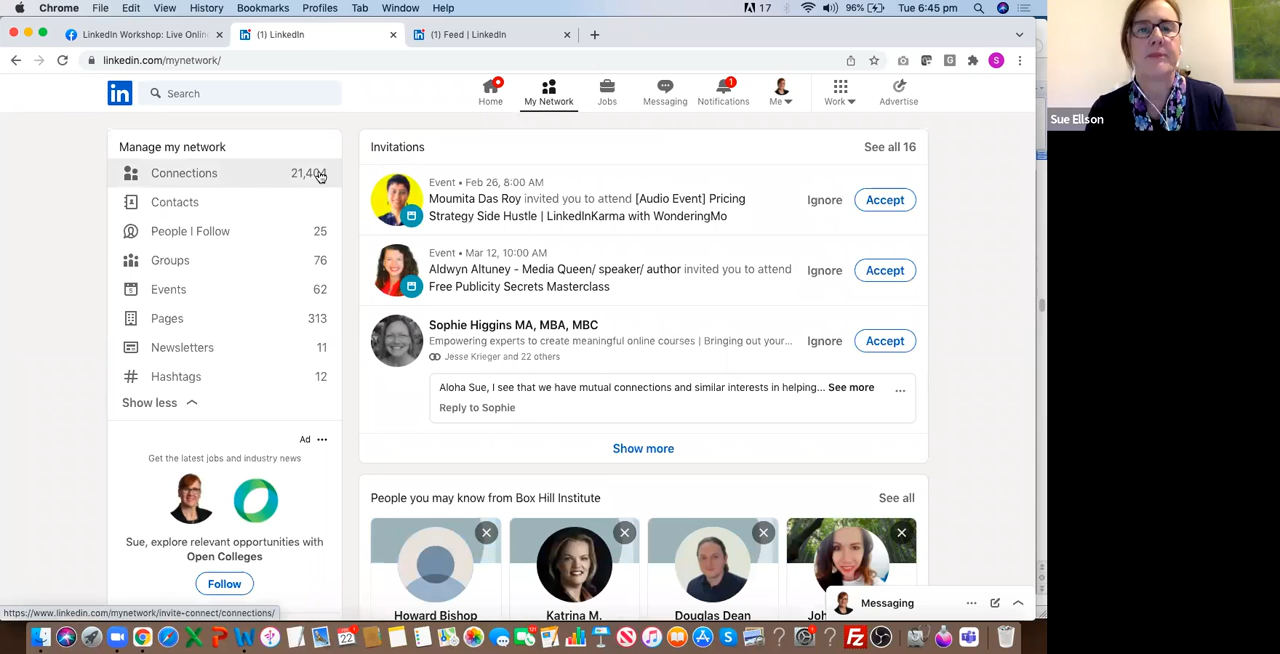 Chrome File Edit View History Bookmarks Profiles Tab Window Help
17 96% Tue 6:45 pm
LinkedIn Workshop: Live Onlin
(1) LinkedIn
(1) Feed | LinkedIn
linkedin.com/mynetwork/
S
Search
Home
My Network
Jobs
Messaging
1
Notifications
Me
Work
Advertise
Sue Ellson
Manage my network
Connections
Contacts
People I Follow 25
Groups 76
Events 62
Pages 313
Newsletters 11
Hashtags 12
Show less
Ad
Get the latest jobs and industry news
Sue, explore relevant opportunities with
Open Colleges
Follow
Invitations
See all 16
Event • Feb 26, 8:00 AM
Moumita Das Roy invited you to attend [Audio Event] Pricing
Strategy Side Hustle | LinkedInKarma with WonderingMo
Ignore
Accept
Event • Mar 12, 10:00 AM
Aldwyn Altuney - Media Queen/ speaker/ author invited you to attend
Free Publicity Secrets Masterclass
Ignore
Accept
Sophie Higgins MA, MBA, MBC
Empowering experts to create meaningful online courses | Bringing out your...
Jesse Krieger and 22 others
Ignore
Accept
Aloha Sue, I see that we have mutual connections and similar interests in helping... See more
Reply to Sophie
Show more
People you may know from Box Hill Institute
See all
Howard Bishop
Katrina M.
Douglas Dean
Messaging
https://www.linkedin.com/mynetwork/invite-connect/connections/